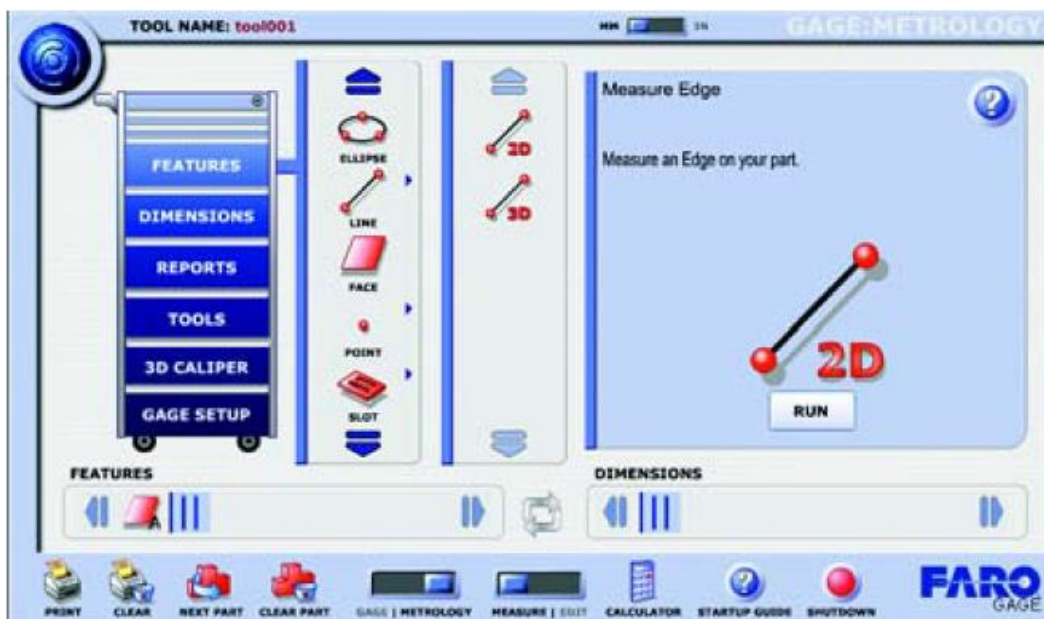 TOOL NAME: tool001
MM IN
GAGE:METROLOGY
FEATURES
DIMENSIONS
REPORTS
TOOLS
3D CALIPER
GAGE SETUP
ELLIPSE
LINE
FACE
POINT
SLOT
2D
3D
Measure Edge
?
Measure an Edge on your part.
2D
RUN
FEATURES
A
DIMENSIONS
PRINT
CLEAR
NEXT PART
CLEAR PART
GAGE | METROLOGY
MEASURE | EDIT
CALCULATOR
?
STARTUP GUIDE
SHUTDOWN
FARO
GAGE